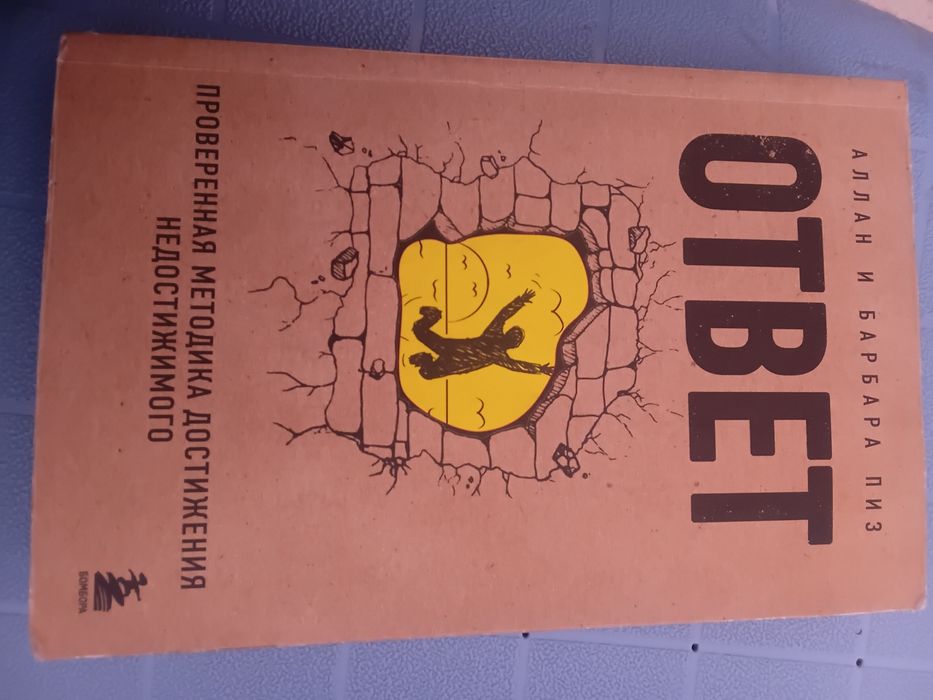 АЛЛАН И БАРБАРА ПИЗ
ОТВЕТ
ПРОВЕРЕННАЯ МЕТОДИКА ДОСТИЖЕНИЯ
НЕДОСТИЖИМОГО
БОМБОРА